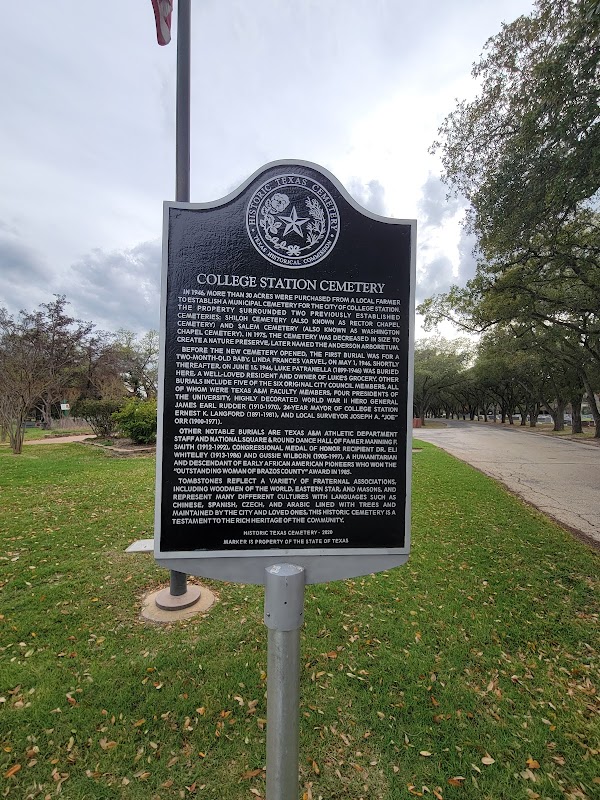 HISTORIC TEXAS CEMETERY
TEXAS HISTORICAL COMMISSION
COLLEGE STATION CEMETERY
IN 1946, MORE THAN 30 ACRES WERE PURCHASED FROM A LOCAL FARMER
TO ESTABLISH A MUNICIPAL CEMETERY FOR THE CITY OF COLLEGE STATION.
THE PROPERTY SURROUNDED TWO PREVIOUSLY ESTABLISHED
CEMETERIES: SHILOH CEMETERY (ALSO KNOWN AS RECTOR CHAPEL
CEMETERY) AND SALEM CEMETERY (ALSO KNOWN AS WASHINGTON
CHAPEL CEMETERY). IN 1975, THE CEMETERY WAS DECREASED IN SIZE TO
CREATE A NATURE PRESERVE, LATER NAMED THE ANDERSON ARBORETUM.
BEFORE THE NEW CEMETERY OPENED, THE FIRST BURIAL WAS FOR A
TWO-MONTH-OLD BABY, LINDA FRANCES VARVEL, ON MAY 1, 1946. SHORTLY
THEREAFTER, ON JUNE 15, 1946, LUKE PATRANELLA (1899-1946) WAS BURIED
HERE, A WELL-LOVED RESIDENT AND OWNER OF LUKE'S GROCERY. OTHER
BURIALS INCLUDE FIVE OF THE SIX ORIGINAL CITY COUNCIL MEMBERS, ALL
OF WHOM WERE TEXAS A&M FACULTY MEMBERS, FOUR PRESIDENTS OF
THE UNIVERSITY, HIGHLY DECORATED WORLD WAR II HERO GENERAL
JAMES EARL RUDDER (1910-1970), 24-YEAR MAYOR OF COLLEGE STATION
ERNEST K. LANGFORD (1891-1981), AND LOCAL SURVEYOR JOSEPH A. "JOE"
ORR (1900-1971).
OTHER NOTABLE BURIALS ARE TEXAS A&M ATHLETIC DEPARTMENT
STAFF AND NATIONAL SQUARE & ROUND DANCE HALL OF FAMER MANNING P.
SMITH (1912-1992), CONGRESSIONAL MEDAL OF HONOR RECIPIENT DR. ELI
WHITELEY (1913-1986) AND GUSSIE WILBORN (1905-1997), A HUMANITARIAN
AND DESCENDANT OF EARLY AFRICAN AMERICAN PIONEERS WHO WON THE
"OUTSTANDING WOMAN OF BRAZOS COUNTY" AWARD IN 1985.
TOMBSTONES REFLECT A VARIETY OF FRATERNAL ASSOCIATIONS,
INCLUDING WOODMEN OF THE WORLD, EASTERN STAR, AND MASONS, AND
REPRESENT MANY DIFFERENT CULTURES WITH LANGUAGES SUCH AS
CHINESE, SPANISH, CZECH, AND ARABIC. LINED WITH TREES AND
MAINTAINED BY THE CITY AND LOVED ONES, THIS HISTORIC CEMETERY IS A
TESTAMENT TO THE RICH HERITAGE OF THE COMMUNITY.
HISTORIC TEXAS CEMETERY - 2020
MARKER IS PROPERTY OF THE STATE OF TEXAS